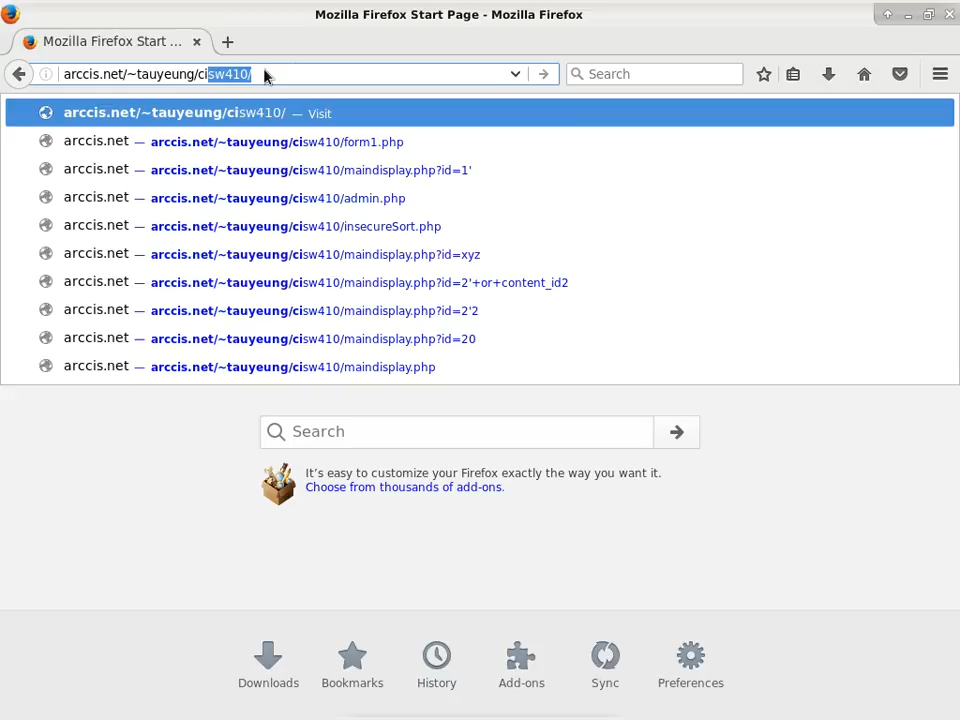 Mozilla Firefox Start Page - Mozilla Firefox
Mozilla Firefox Start ...
arccis.net/~tauyeung/cisw410/
Search
arccis.net/~tauyeung/cisw410/ — Visit
arccis.net — arccis.net/~tauyeung/cisw410/form1.php
arccis.net — arccis.net/~tauyeung/cisw410/maindisplay.php?id=1'
arccis.net — arccis.net/~tauyeung/cisw410/admin.php
arccis.net — arccis.net/~tauyeung/cisw410/insecureSort.php
arccis.net — arccis.net/~tauyeung/cisw410/maindisplay.php?id=xyz
arccis.net — arccis.net/~tauyeung/cisw410/maindisplay.php?id=2'+or+content_id2
arccis.net — arccis.net/~tauyeung/cisw410/maindisplay.php?id=2'2
arccis.net — arccis.net/~tauyeung/cisw410/maindisplay.php?id=20
arccis.net — arccis.net/~tauyeung/cisw410/maindisplay.php
Search
It's easy to customize your Firefox exactly the way you want it.
Choose from thousands of add-ons.
Downloads Bookmarks History Add-ons Sync Preferences